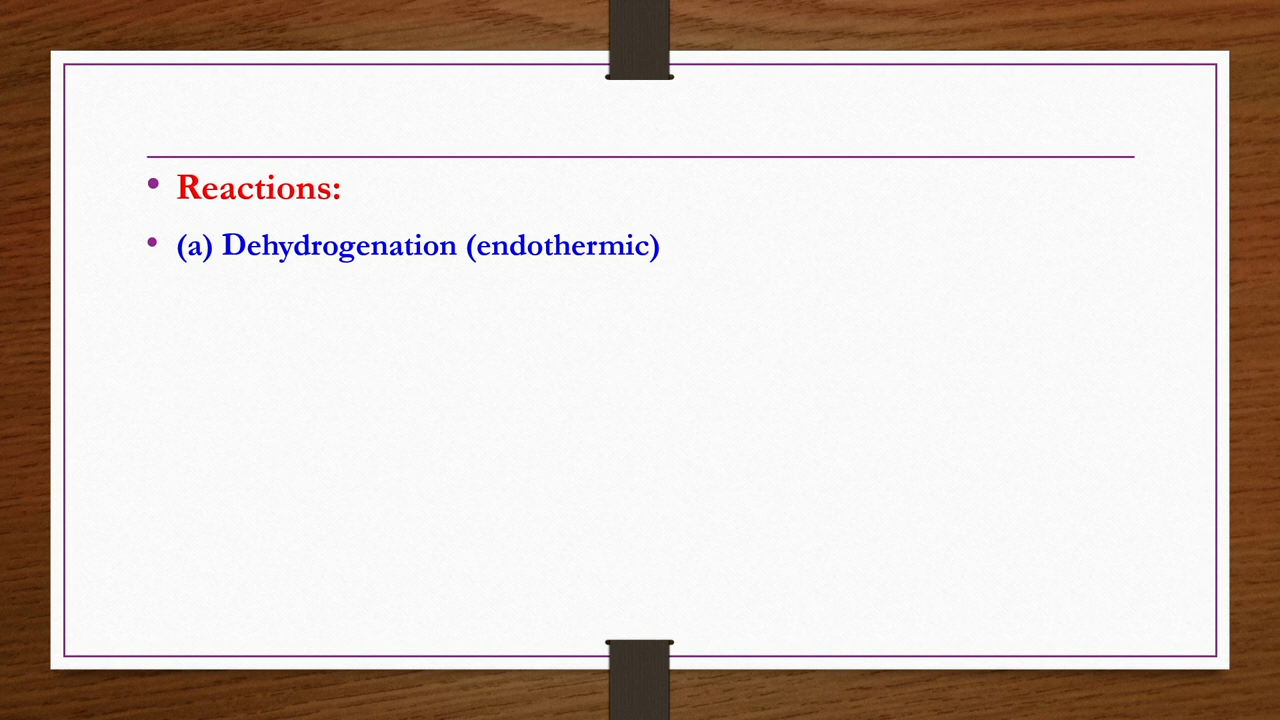 • Reactions:
• (a) Dehydrogenation (endothermic)